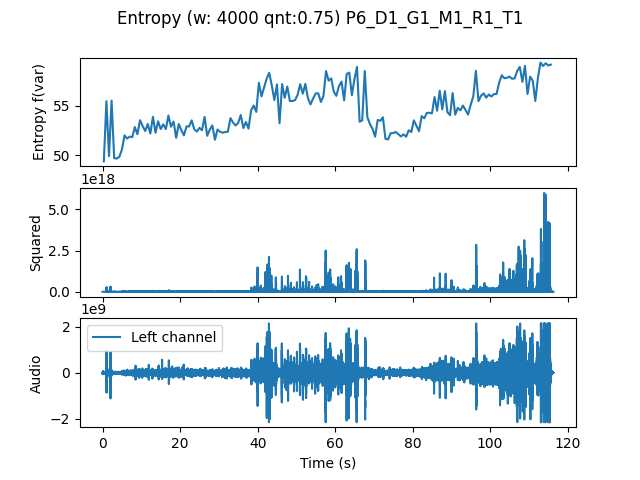 Entropy (w: 4000 qnt:0.75) P6_D1_G1_M1_R1_T1
Entropy f(var)
55
50
1e18
Squared
5.0
2.5
0.0
1e9
Audio
2
0
−2
Left channel
0 20 40 60 80 100 120
Time (s)